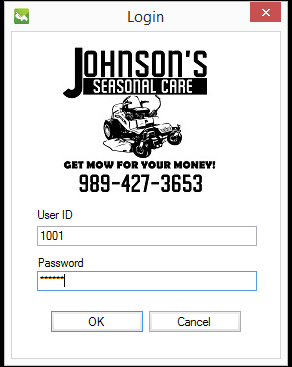 Login
JOHNSON'S
SEASONAL CARE
GET MOW FOR YOUR MONEY!
989-427-3653
User ID
1001
Password
******
OK
Cancel